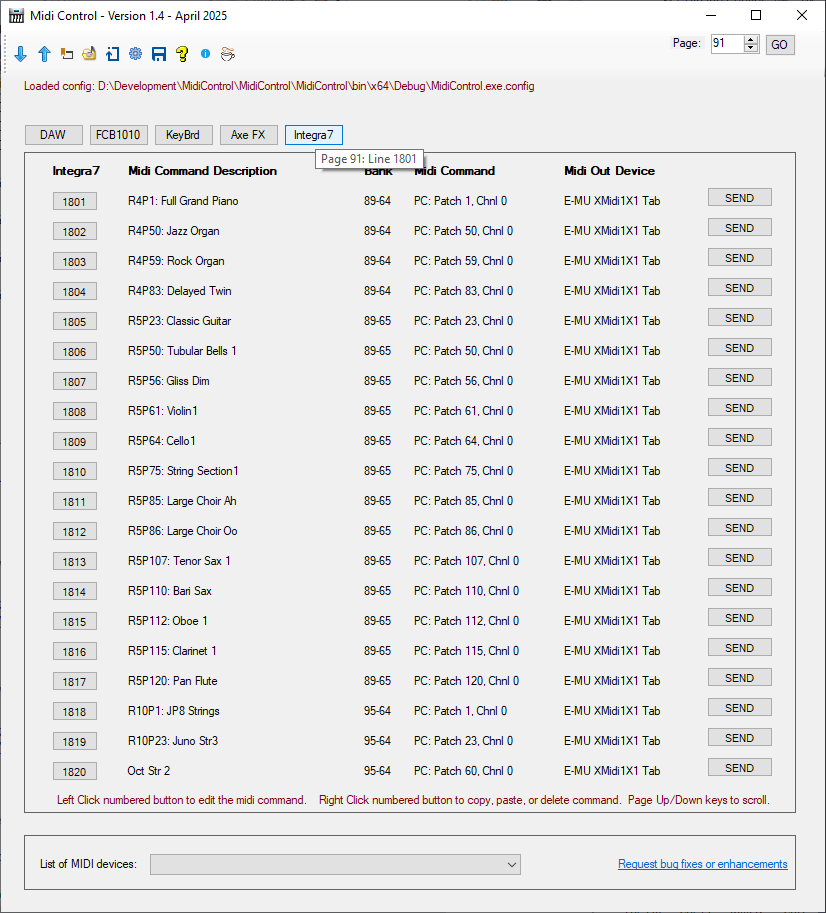 Midi Control - Version 1.4 - April 2025
Page: 91 GO
Loaded config: D:\Development\MidiControl\MidiControl\MidiControl\bin\x64\Debug\MidiControl.exe.config
DAW FCB1010 KeyBrd Axe FX Integra7
Page 91: Line 1801
Integra7 Midi Command Description Bank Midi Command Midi Out Device
1801 R4P1: Full Grand Piano 89-64 PC: Patch 1, Chnl 0 E-MU XMidi1X1 Tab SEND
1802 R4P50: Jazz Organ 89-64 PC: Patch 50, Chnl 0 E-MU XMidi1X1 Tab SEND
1803 R4P59: Rock Organ 89-64 PC: Patch 59, Chnl 0 E-MU XMidi1X1 Tab SEND
1804 R4P83: Delayed Twin 89-64 PC: Patch 83, Chnl 0 E-MU XMidi1X1 Tab SEND
1805 R5P23: Classic Guitar 89-65 PC: Patch 23, Chnl 0 E-MU XMidi1X1 Tab SEND
1806 R5P50: Tubular Bells 1 89-65 PC: Patch 50, Chnl 0 E-MU XMidi1X1 Tab SEND
1807 R5P56: Gliss Dim 89-65 PC: Patch 56, Chnl 0 E-MU XMidi1X1 Tab SEND
1808 R5P61: Violin1 89-65 PC: Patch 61, Chnl 0 E-MU XMidi1X1 Tab SEND
1809 R5P64: Cello1 89-65 PC: Patch 64, Chnl 0 E-MU XMidi1X1 Tab SEND
1810 R5P75: String Section1 89-65 PC: Patch 75, Chnl 0 E-MU XMidi1X1 Tab SEND
1811 R5P85: Large Choir Ah 89-65 PC: Patch 85, Chnl 0 E-MU XMidi1X1 Tab SEND
1812 R5P86: Large Choir Oo 89-65 PC: Patch 86, Chnl 0 E-MU XMidi1X1 Tab SEND
1813 R5P107: Tenor Sax 1 89-65 PC: Patch 107, Chnl 0 E-MU XMidi1X1 Tab SEND
1814 R5P110: Bari Sax 89-65 PC: Patch 110, Chnl 0 E-MU XMidi1X1 Tab SEND
1815 R5P112: Oboe 1 89-65 PC: Patch 112, Chnl 0 E-MU XMidi1X1 Tab SEND
1816 R5P115: Clarinet 1 89-65 PC: Patch 115, Chnl 0 E-MU XMidi1X1 Tab SEND
1817 R5P120: Pan Flute 89-65 PC: Patch 120, Chnl 0 E-MU XMidi1X1 Tab SEND
1818 R10P1: JP8 Strings 95-64 PC: Patch 1, Chnl 0 E-MU XMidi1X1 Tab SEND
1819 R10P23: Juno Str3 95-64 PC: Patch 23, Chnl 0 E-MU XMidi1X1 Tab SEND
1820 Oct Str 2 95-64 PC: Patch 60, Chnl 0 E-MU XMidi1X1 Tab SEND
Left Click numbered button to edit the midi command. Right Click numbered button to copy, paste, or delete command. Page Up/Down keys to scroll.
List of MIDI devices: Request bug fixes or enhancements